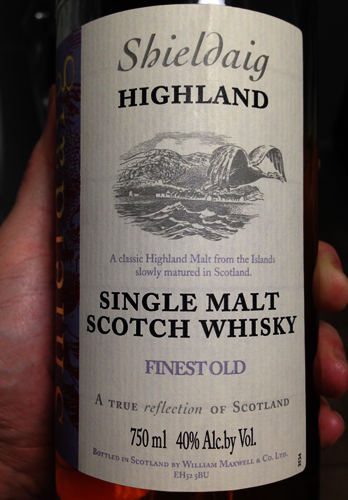 Shieldaig
HIGHLAND
A classic Highland Malt from the Islands
slowly matured in Scotland.
SINGLE MALT
SCOTCH WHISKY
FINEST OLD
A TRUE reflection OF SCOTLAND
750 ml 40% Alc.by Vol.
BOTTLED IN SCOTLAND BY WILLIAM MAXWELL & CO. LTD.
EH52 5BU
Shieldaig